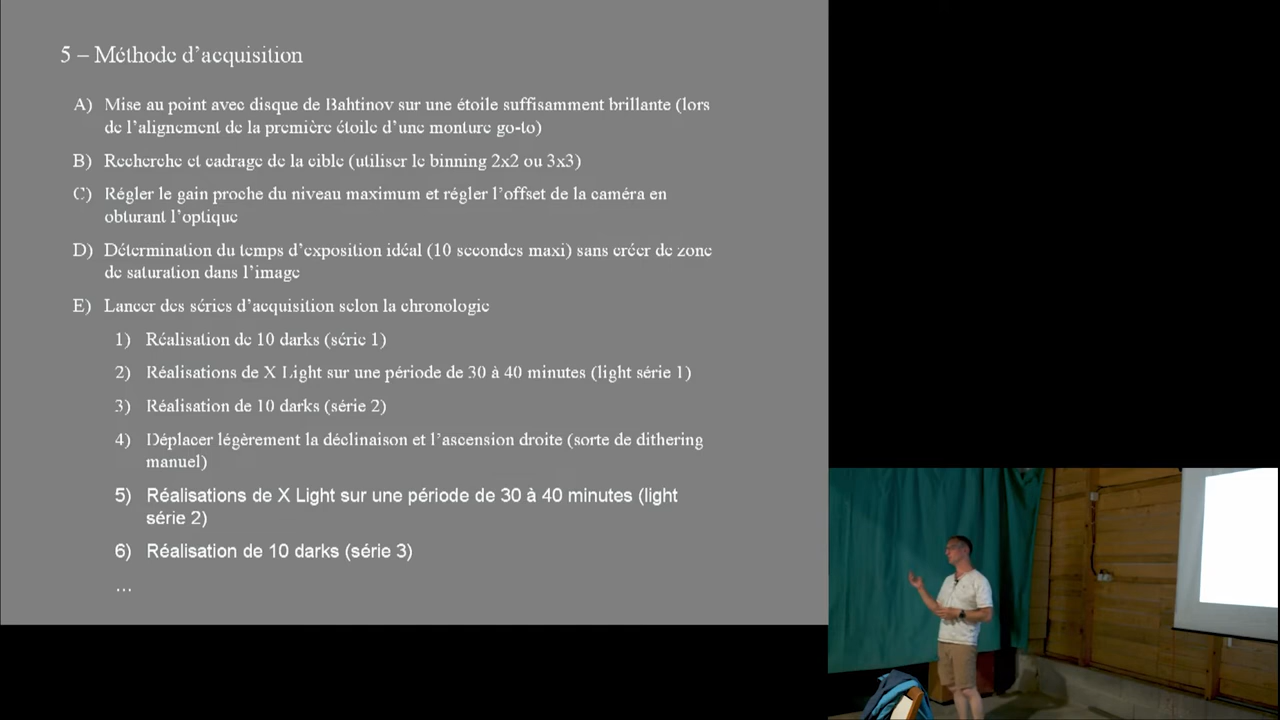 5 – Méthode d’acquisition
A) Mise au point avec disque de Bahtinov sur une étoile suffisamment brillante (lors
de l’alignement de la première étoile d’une monture go-to)
B) Recherche et cadrage de la cible (utiliser le binning 2x2 ou 3x3)
C) Régler le gain proche du niveau maximum et régler l’offset de la caméra en
obturant l’optique
D) Détermination du temps d’exposition idéal (10 secondes maxi) sans créer de zone
de saturation dans l’image
E) Lancer des séries d’acquisition selon la chronologie
1) Réalisation de 10 darks (série 1)
2) Réalisations de X Light sur une période de 30 à 40 minutes (light série 1)
3) Réalisation de 10 darks (série 2)
4) Déplacer légèrement la déclinaison et l’ascension droite (sorte de dithering
manuel)
5) Réalisations de X Light sur une période de 30 à 40 minutes (light
série 2)
6) Réalisation de 10 darks (série 3)
…